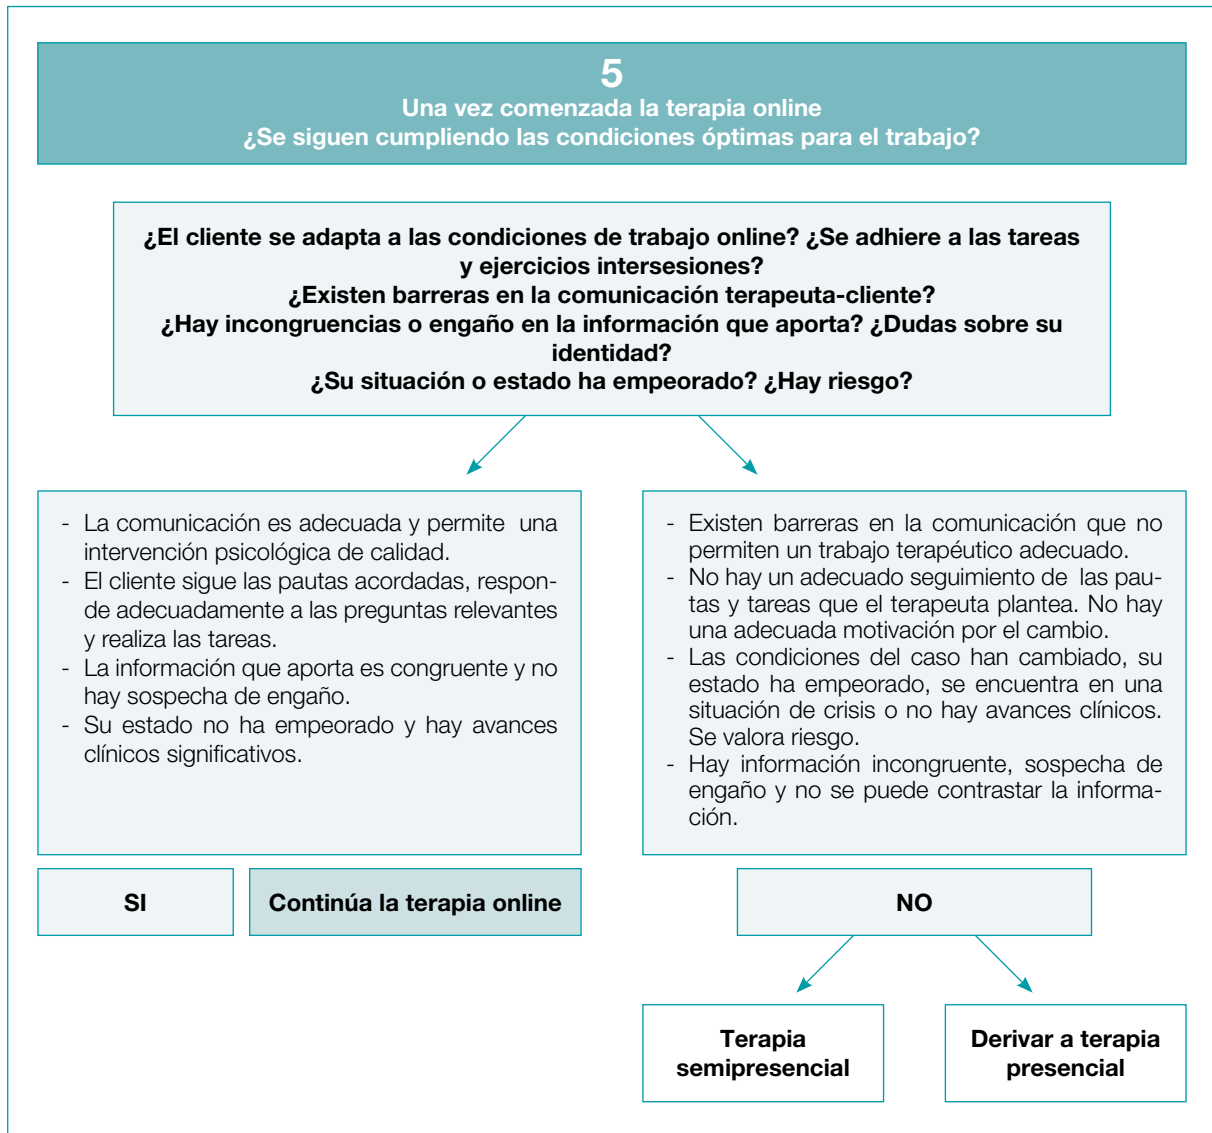 5
Una vez comenzada la terapia online
¿Se siguen cumpliendo las condiciones óptimas para el trabajo?
¿El cliente se adapta a las condiciones de trabajo online? ¿Se adhiere a las tareas
y ejercicios intersesiones?
¿Existen barreras en la comunicación terapeuta-cliente?
¿Hay incongruencias o engaño en la información que aporta? ¿Dudas sobre su
identidad?
¿Su situación o estado ha empeorado? ¿Hay riesgo?
- La comunicación es adecuada y permite una
intervención psicológica de calidad.
- El cliente sigue las pautas acordadas, respon-
de adecuadamente a las preguntas relevantes
y realiza las tareas.
- La información que aporta es congruente y no
hay sospecha de engaño.
- Su estado no ha empeorado y hay avances
clínicos significativos.
SI
Continúa la terapia online
- Existen barreras en la comunicación que no
permiten un trabajo terapéutico adecuado.
- No hay un adecuado seguimiento de las pau-
tas y tareas que el terapeuta plantea. No hay
una adecuada motivación por el cambio.
- Las condiciones del caso han cambiado, su
estado ha empeorado, se encuentra en una
situación de crisis o no hay avances clínicos.
Se valora riesgo.
- Hay información incongruente, sospecha de
engaño y no se puede contrastar la informa-
ción.
NO
Terapia
semipresencial
Derivar a terapia
presencial